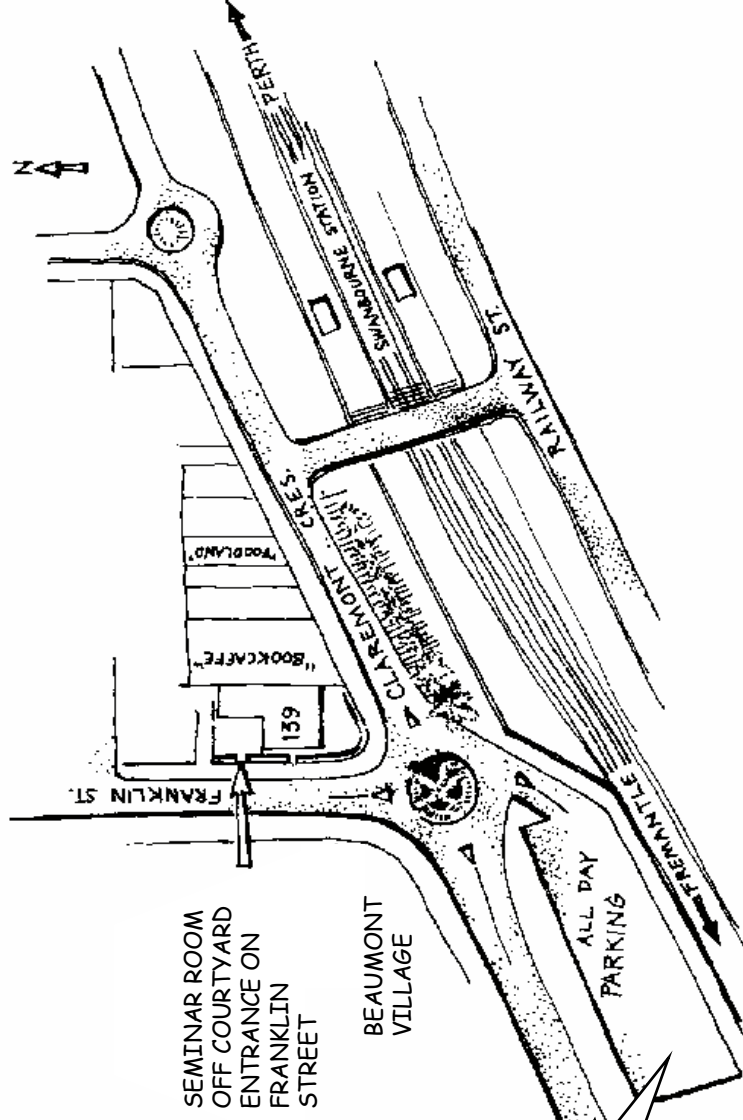 N
PERTH
SWANBOURNE STATION
RAILWAY ST.
CLAREMONT CRES.
"FOODLAND"
"BOOKCAFFE"
139
FRANKLIN ST.
SEMINAR ROOM
OFF COURTYARD
ENTRANCE ON
FRANKLIN
STREET
BEAUMONT
VILLAGE
ALL DAY
PARKING
FREMANTLE